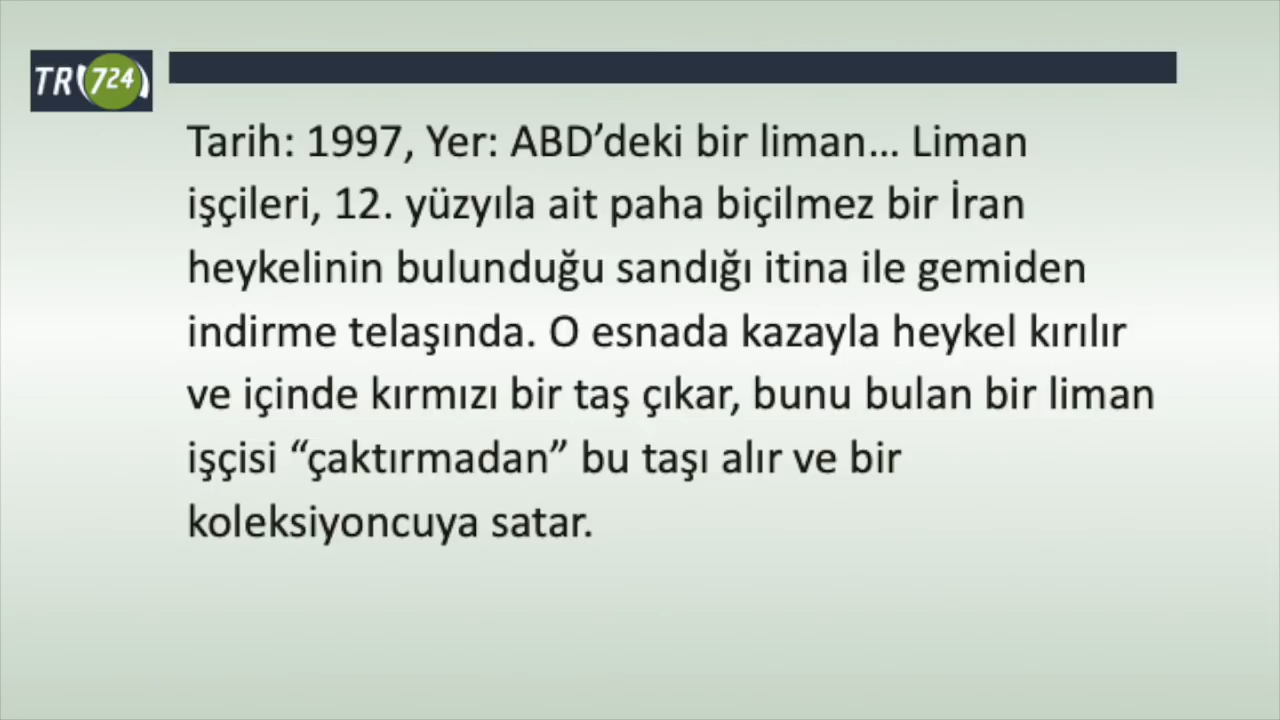 TR724
Tarih: 1997, Yer: ABD’deki bir liman… Liman
işçileri, 12. yüzyıla ait paha biçilmez bir İran
heykelinin bulunduğu sandığı itina ile gemiden
indirme telaşında. O esnada kazayla heykel kırılır
ve içinde kırmızı bir taş çıkar, bunu bulan bir liman
işçisi “çaktırmadan” bu taşı alır ve bir
koleksiyoncuya satar.